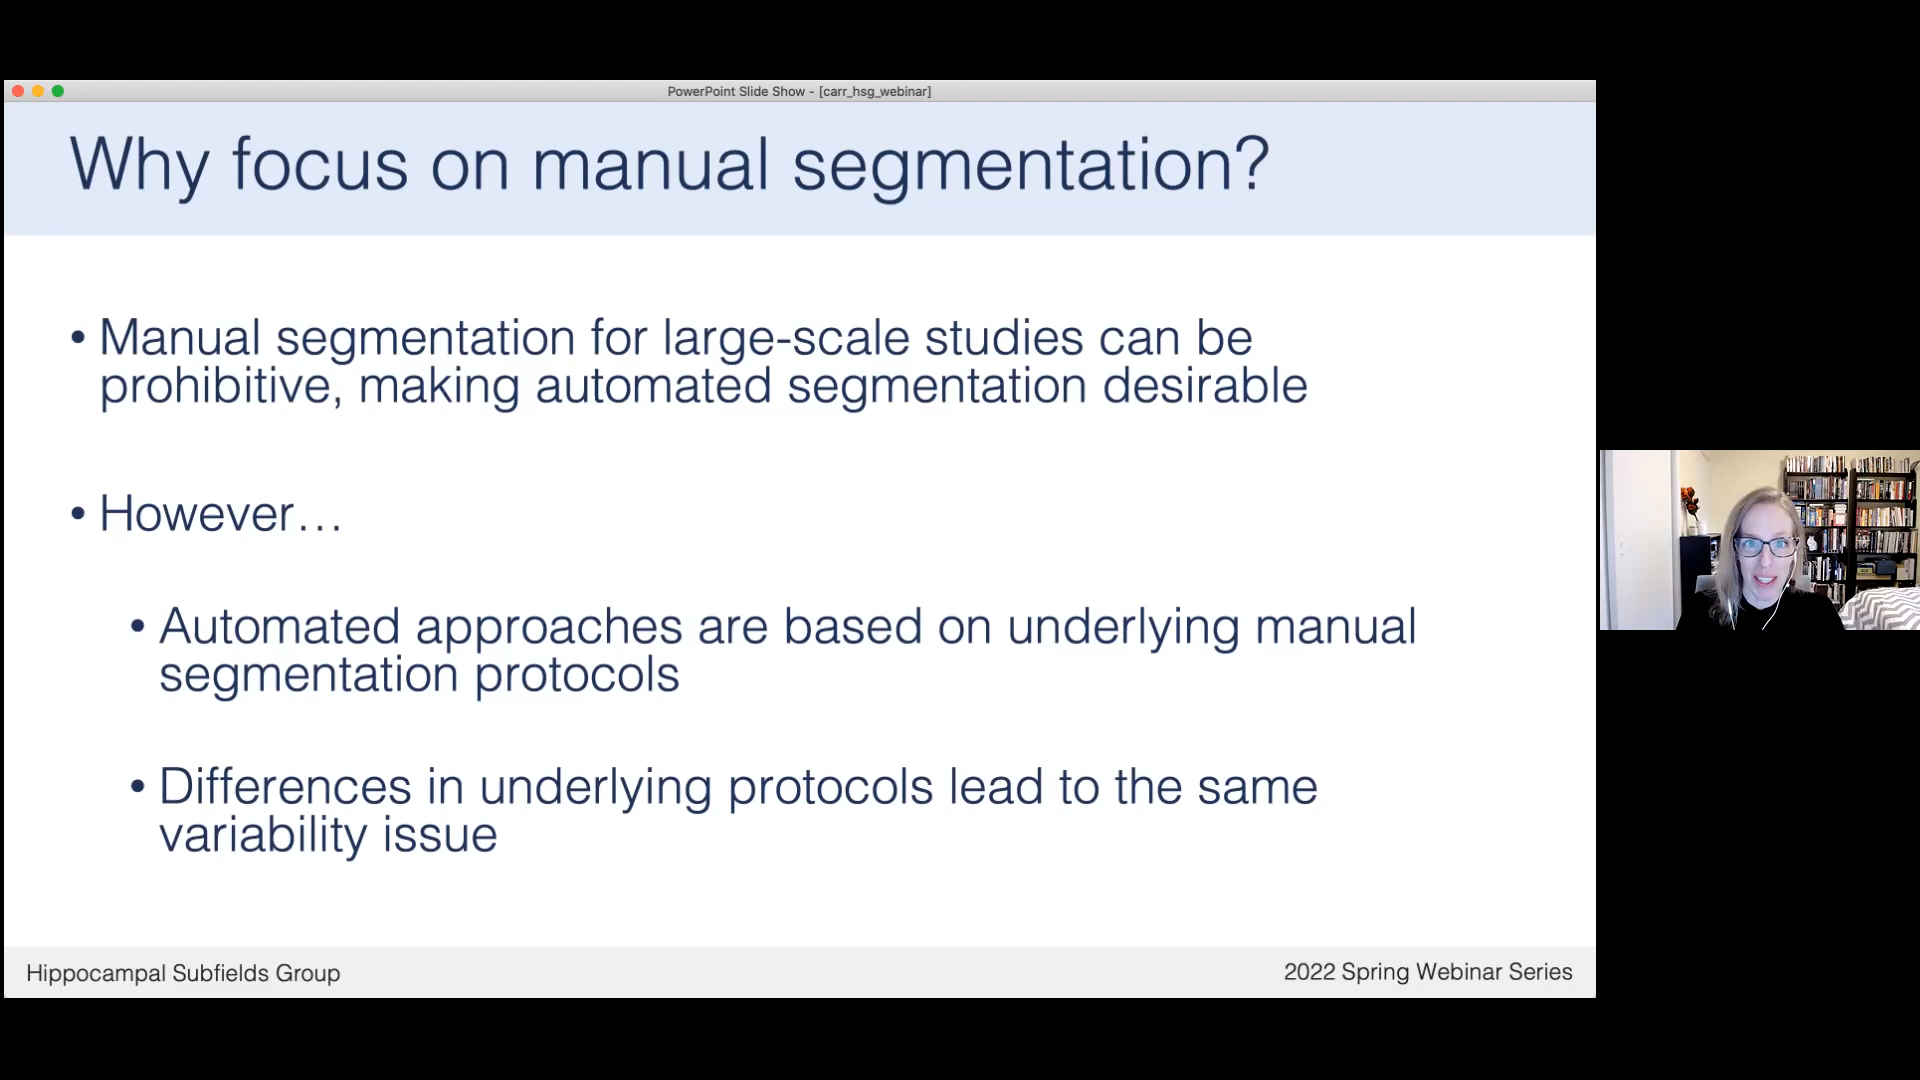 PowerPoint Slide Show - [carr_hsg_webinar]
Why focus on manual segmentation?
• Manual segmentation for large-scale studies can be
prohibitive, making automated segmentation desirable
• However…
• Automated approaches are based on underlying manual
segmentation protocols
• Differences in underlying protocols lead to the same
variability issue
Hippocampal Subfields Group
2022 Spring Webinar Series